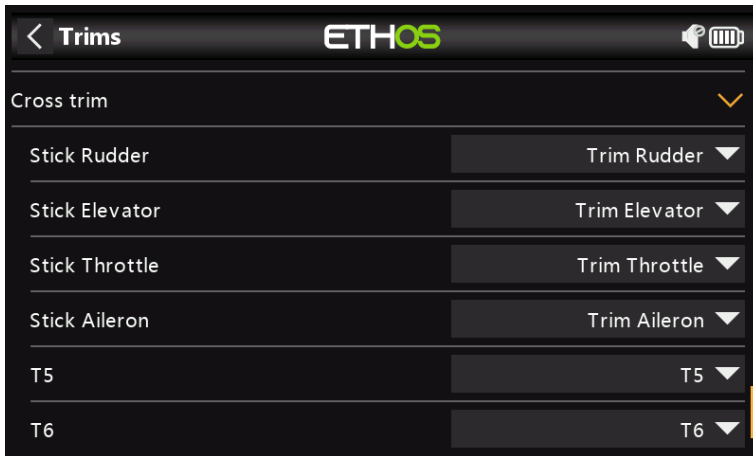 Trims
ETHOS
Cross trim
Stick Rudder Trim Rudder
Stick Elevator Trim Elevator
Stick Throttle Trim Throttle
Stick Aileron Trim Aileron
T5 T5
T6 T6